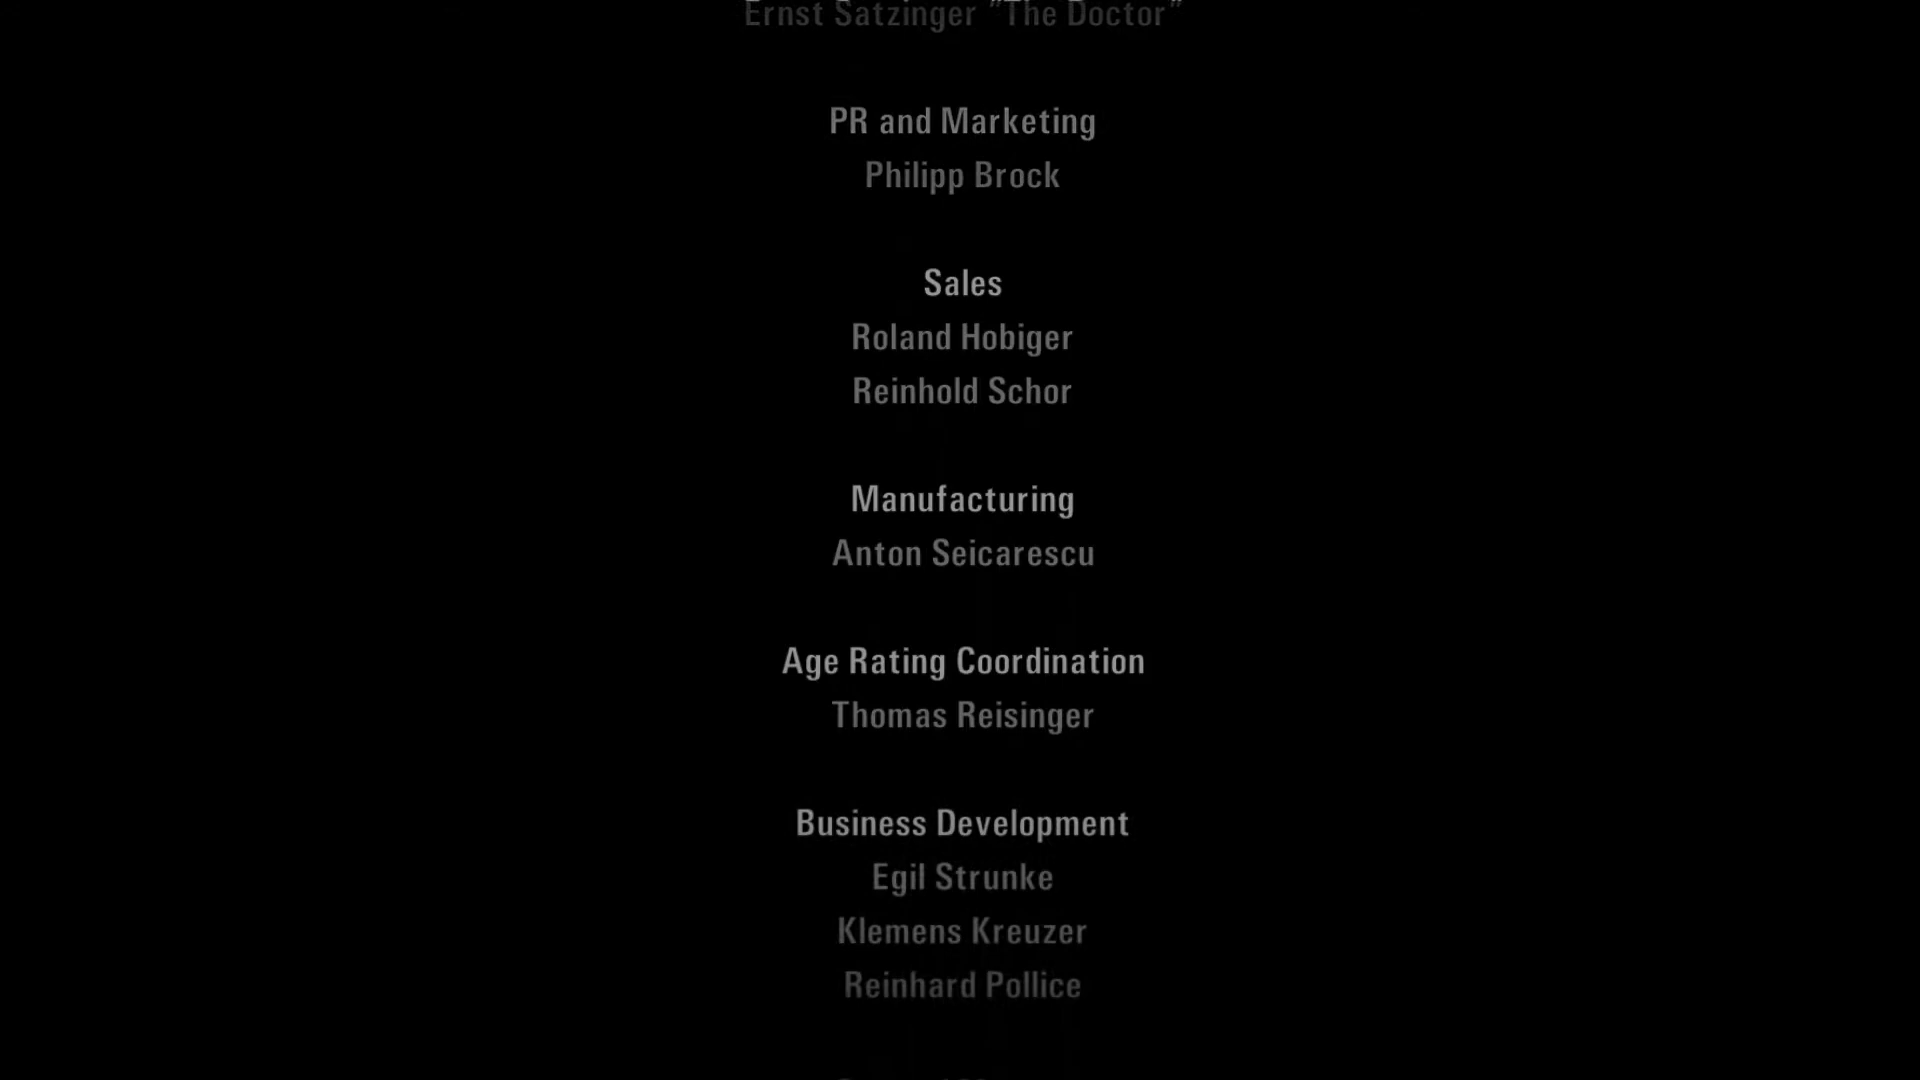 Ernst Satzinger "The Doctor"
PR and Marketing
Philipp Brock
Sales
Roland Hobiger
Reinhold Schor
Manufacturing
Anton Seicarescu
Age Rating Coordination
Thomas Reisinger
Business Development
Egil Strunke
Klemens Kreuzer
Reinhard Pollice